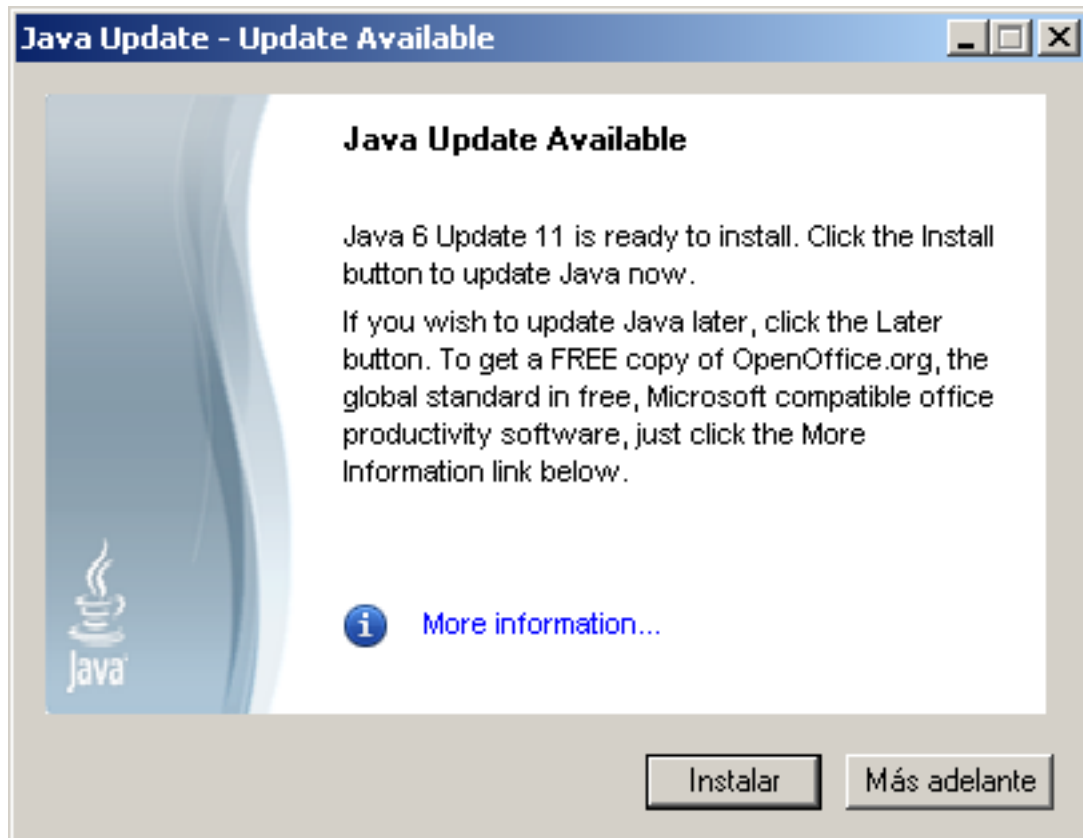 Java Update - Update Available
Java Update Available
Java 6 Update 11 is ready to install. Click the Install
button to update Java now.
If you wish to update Java later, click the Later
button. To get a FREE copy of OpenOffice.org, the
global standard in free, Microsoft compatible office
productivity software, just click the More
Information link below.
More information...
Java
Instalar
Más adelante